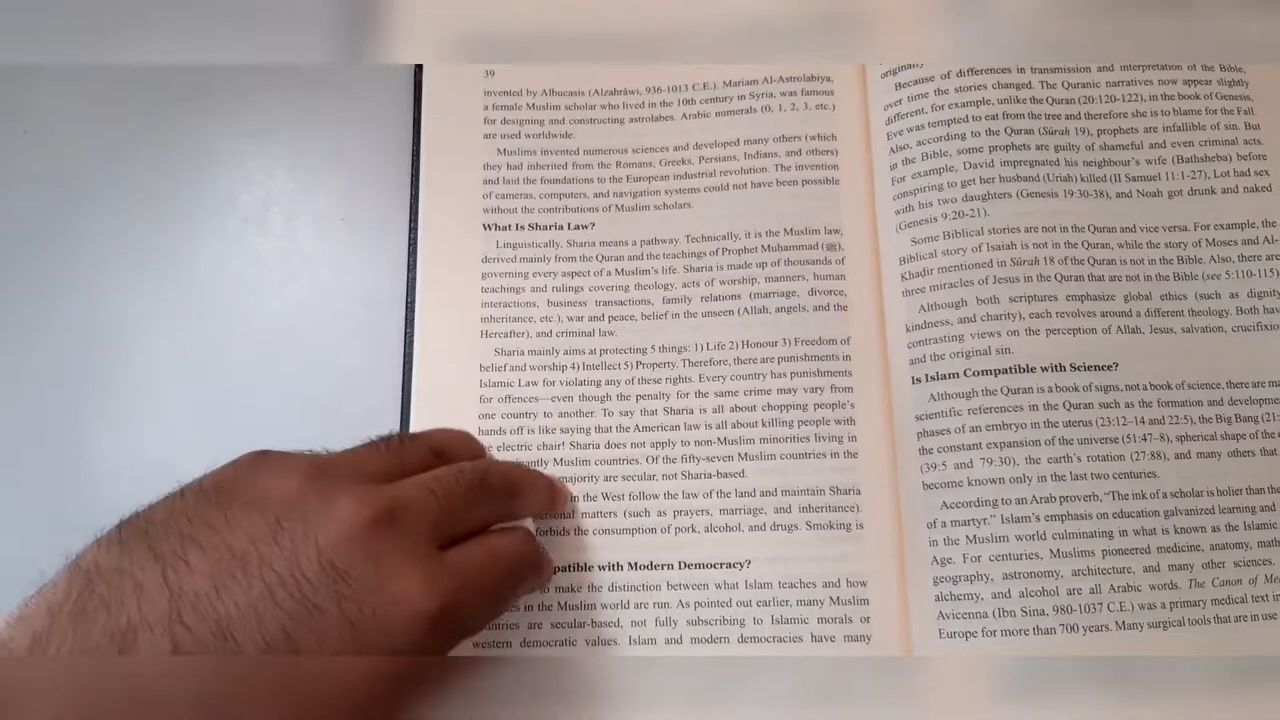 39
invented by Albucasis (Alzahrâwi, 936-1013 C.E.). Mariam Al-Astrolabiya,
a female Muslim scholar who lived in the 10th century in Syria, was famous
for designing and constructing astrolabes. Arabic numerals (0, 1, 2, 3, etc.)
are used worldwide.
Muslims invented numerous sciences and developed many others (which
they had inherited from the Romans, Greeks, Persians, Indians, and others)
and laid the foundations to the European industrial revolution. The invention
of cameras, computers, and navigation systems could not have been possible
without the contributions of Muslim scholars.
What Is Sharia Law?
Linguistically, Sharia means a pathway. Technically, it is the Muslim law,
derived mainly from the Quran and the teachings of Prophet Muḥammad (ﷺ),
governing every aspect of a Muslim's life. Sharia is made up of thousands of
teachings and rulings covering theology, acts of worship, manners, human
interactions, business transactions, family relations (marriage, divorce,
inheritance, etc.), war and peace, belief in the unseen (Allah, angels, and the
Hereafter), and criminal law.
Sharia mainly aims at protecting 5 things: 1) Life 2) Honour 3) Freedom of
belief and worship 4) Intellect 5) Property. Therefore, there are punishments in
Islamic Law for violating any of these rights. Every country has punishments
for offences—even though the penalty for the same crime may vary from
one country to another. To say that Sharia is all about chopping people's
hands off is like saying that the American law is all about killing people with
electric chair! Sharia does not apply to non-Muslim minorities living in
Muslim countries. Of the fifty-seven Muslim countries in the
majority are secular, not Sharia-based.
in the West follow the law of the land and maintain Sharia
matters (such as prayers, marriage, and inheritance).
the consumption of pork, alcohol, and drugs. Smoking is
with Modern Democracy?
to make the distinction between what Islam teaches and how
in the Muslim world are run. As pointed out earlier, many Muslim
are secular-based, not fully subscribing to Islamic morals or
western democratic values. Islam and modern democracies have many
Because of differences in transmission and interpretation of the Bible,
over time the stories changed. The Quranic narratives now appear slightly
different, for example, unlike the Quran (20:120-122), in the book of Genesis,
Eve was tempted to eat from the tree and therefore she is to blame for the Fall.
Also, according to the Quran (Sûrah 19), prophets are infallible of sin. But
in the Bible, some prophets are guilty of shameful and even criminal acts.
For example, David impregnated his neighbour's wife (Bathsheba) before
conspiring to get her husband (Uriah) killed (II Samuel 11:1-27), Lot had sex
with his two daughters (Genesis 19:30-38), and Noah got drunk and naked
(Genesis 9:20-21).
Some Biblical stories are not in the Quran and vice versa. For example, the
Biblical story of Isaiah is not in the Quran, while the story of Moses and Al-
Khaḍir mentioned in Sûrah 18 of the Quran is not in the Bible. Also, there are
three miracles of Jesus in the Quran that are not in the Bible (see 5:110-115)
Although both scriptures emphasize global ethics (such as dignity
kindness, and charity), each revolves around a different theology. Both
contrasting views on the perception of Allah, Jesus, salvation,
and the original sin.
Is Islam Compatible with Science?
Although the Quran is a book of signs, not a book of science, there are
scientific references in the Quran such as the formation and
phases of an embryo in the uterus (23:12–14 and 22:5), the Big Bang
the constant expansion of the universe (51:47–8), spherical shape of the
(39:5 and 79:30), the earth's rotation (27:88), and many others that
become known only in the last two centuries.
According to an Arab proverb, “The ink of a scholar is holier than the
of a martyr.” Islam's emphasis on education galvanized learning and
in the Muslim world culminating in what is known as the Islamic
Age. For centuries, Muslims pioneered medicine, anatomy,
geography, astronomy, architecture, and many other sciences.
alchemy, and alcohol are all Arabic words. The Canon of
Avicenna (Ibn Sina, 980-1037 C.E.) was a primary medical text
Europe for more than 700 years. Many surgical tools that are in use